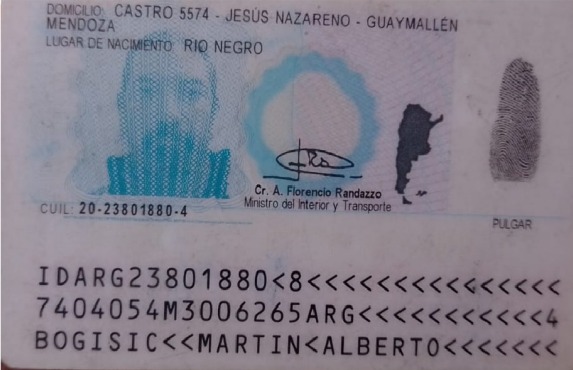 DOMICILIO: CASTRO 5574 - JESÚS NAZARENO - GUAYMALLÉN
MENDOZA
LUGAR DE NACIMIENTO: RIO NEGRO
Cr. A. Florencio Randazzo
Ministro del Interior y Transporte
CUIL: 20-23801880-4
PULGAR
IDARG23801880<8<<<<<<<<<<<<<<<
7404054M3006265ARG<<<<<<<<<<<4
BOGISIC<<MARTIN<ALBERTO<<<<<<<